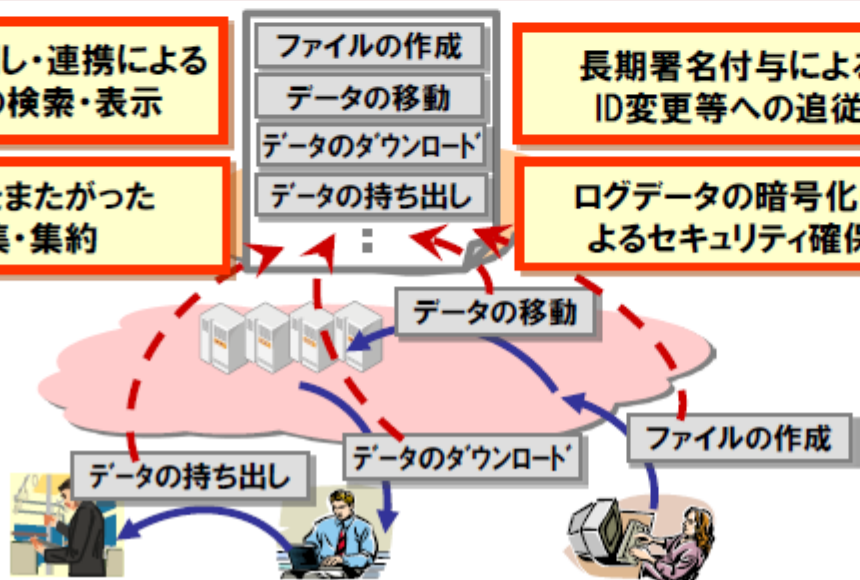 し・連携による
の検索・表示
ファイルの作成
データの移動
データのダウンロード
データの持ち出し
:
長期署名付与による
ID変更等への追従
またがった
・集約
ログデータの暗号化
よるセキュリティ確保
データの移動
ファイルの作成
データのダウンロード
データの持ち出し